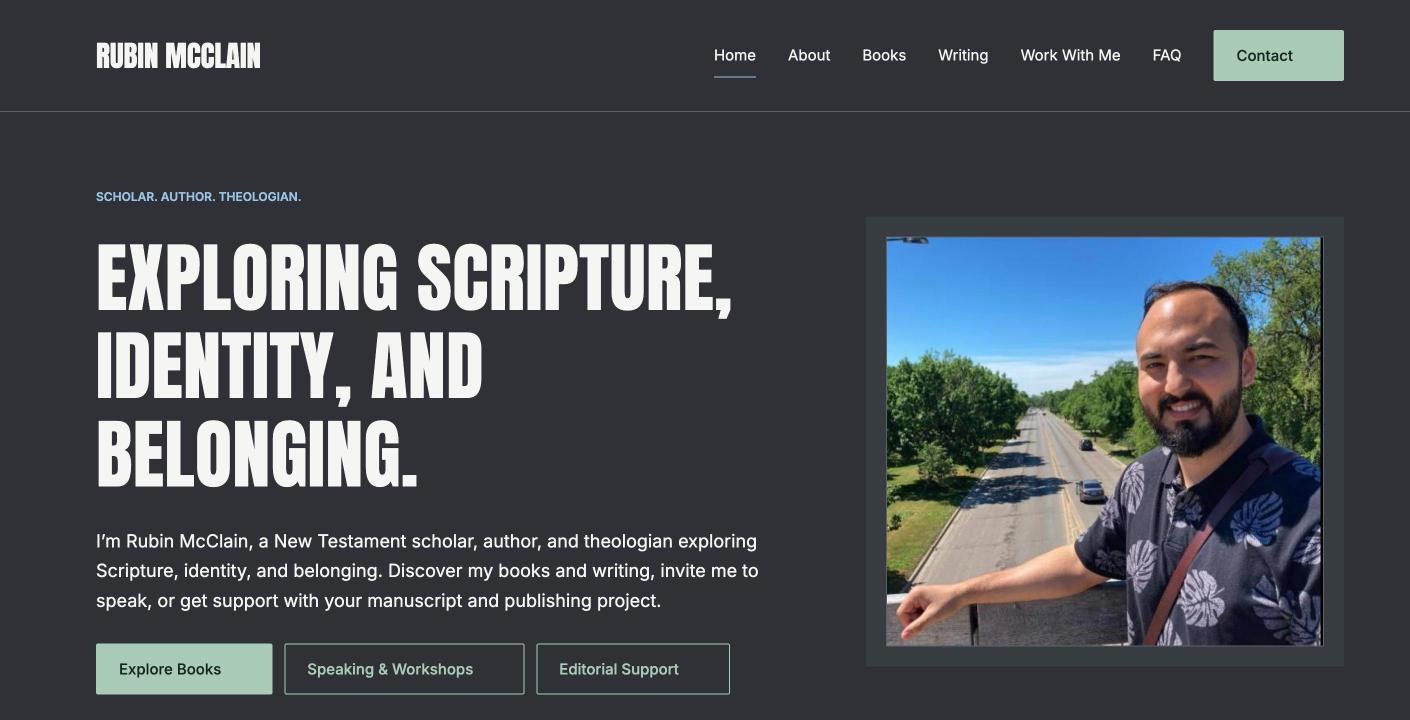 RUBIN MCCLAIN
Home
About
Books
Writing
Work With Me
FAQ
Contact
SCHOLAR. AUTHOR. THEOLOGIAN.
EXPLORING SCRIPTURE,
IDENTITY, AND
BELONGING.
I’m Rubin McClain, a New Testament scholar, author, and theologian exploring
Scripture, identity, and belonging. Discover my books and writing, invite me to
speak, or get support with your manuscript and publishing project.
Explore Books
Speaking & Workshops
Editorial Support